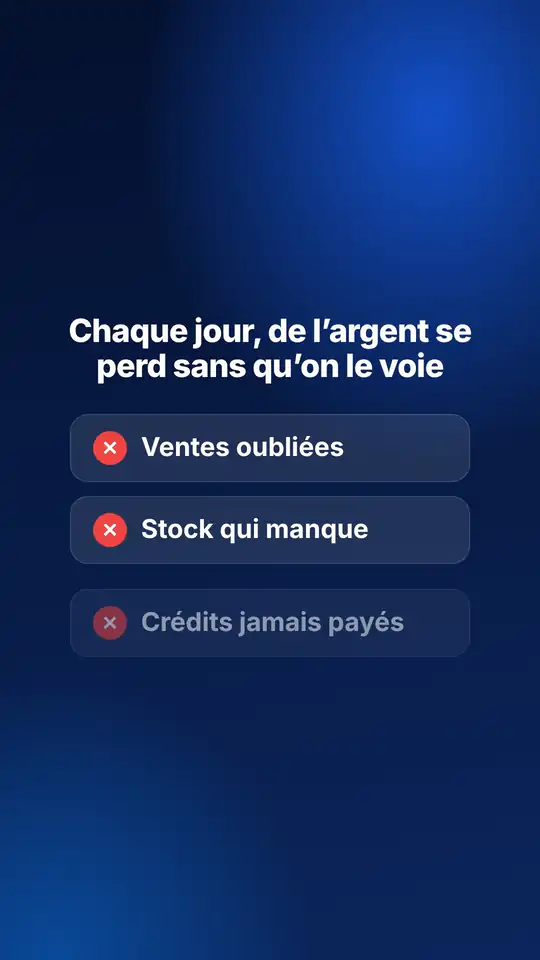 Chaque jour, de l’argent se
perd sans qu’on le voie
Ventes oubliées
Stock qui manque
Crédits jamais payés